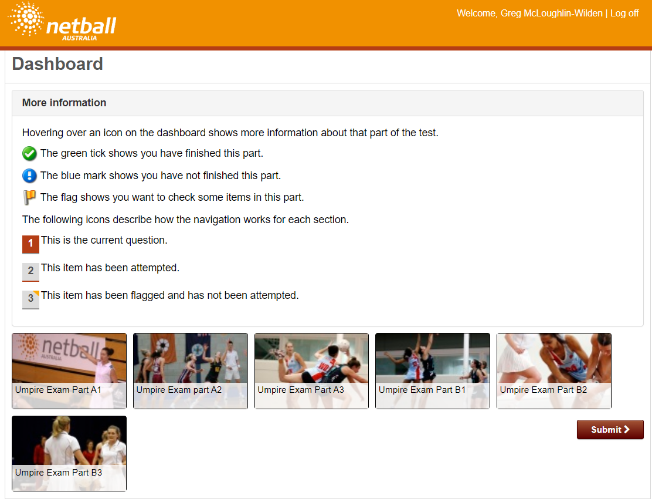 netball
AUSTRALIA
Welcome, Greg McLoughlin-Wilden | Log off
Dashboard
More information
Hovering over an icon on the dashboard shows more information about that part of the test.
The green tick shows you have finished this part.
The blue mark shows you have not finished this part.
The flag shows you want to check some items in this part.
The following icons describe how the navigation works for each section.
1 This is the current question.
2 This item has been attempted.
3 This item has been flagged and has not been attempted.
netball
Umpire Exam Part A1
Umpire Exam part A2
Umpire Exam Part A3
Umpire Exam Part B1
Umpire Exam Part B2
Submit
Umpire Exam Part B3